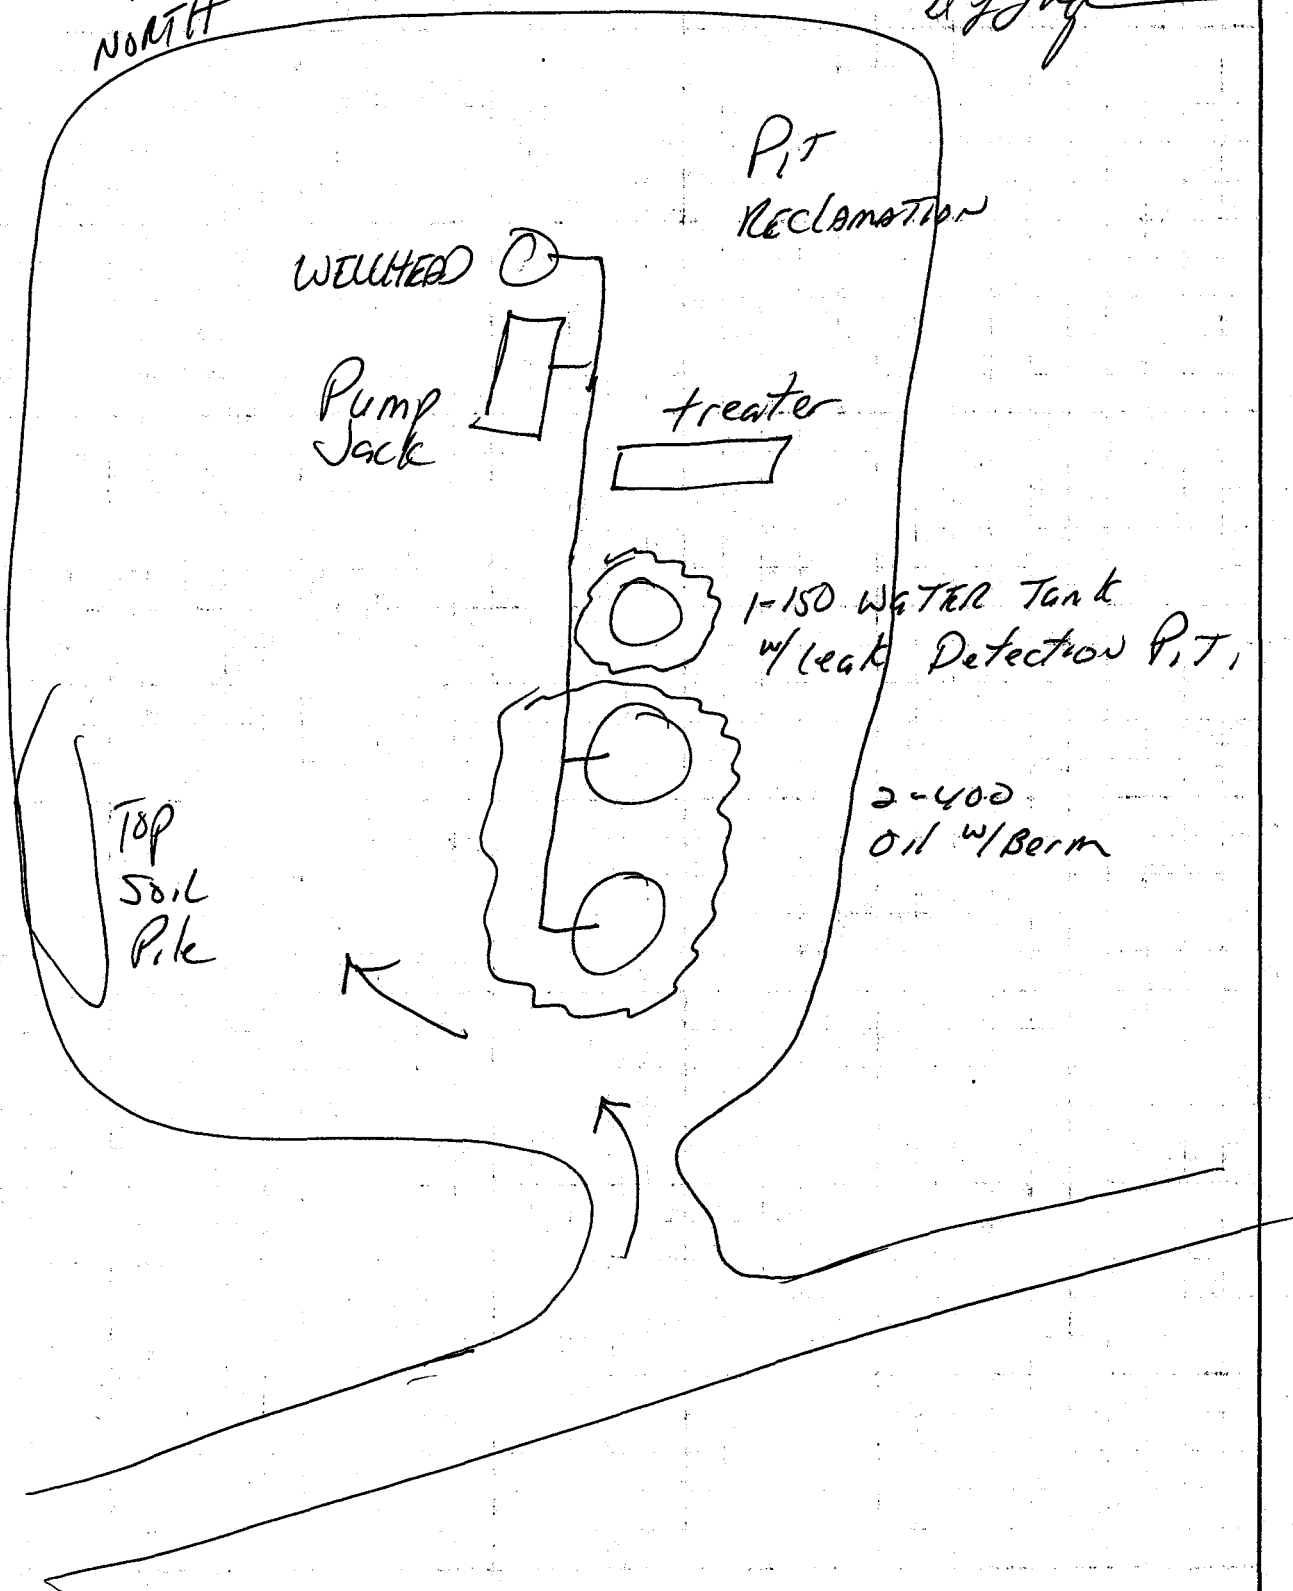 NORTH
PIT
RECLAMATION
WELLHEAD
Pump
Jack
treater
1-150 WATER Tank
w/ leak Detection PIT.
2-400
Oil w/ Berm
Top
Soil
Pile